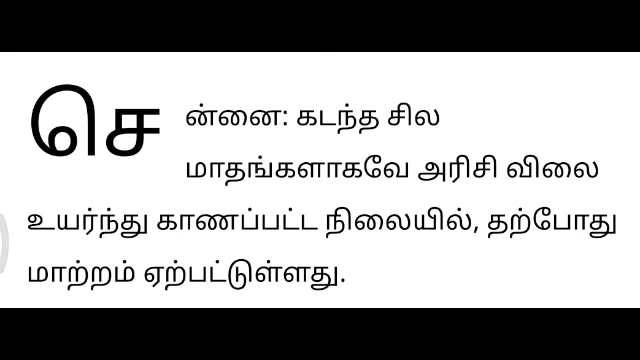 சென்னை: கடந்த சில
மாதங்களாகவே அரிசி விலை
உயர்ந்து காணப்பட்ட நிலையில், தற்போது
மாற்றம் ஏற்பட்டுள்ளது.